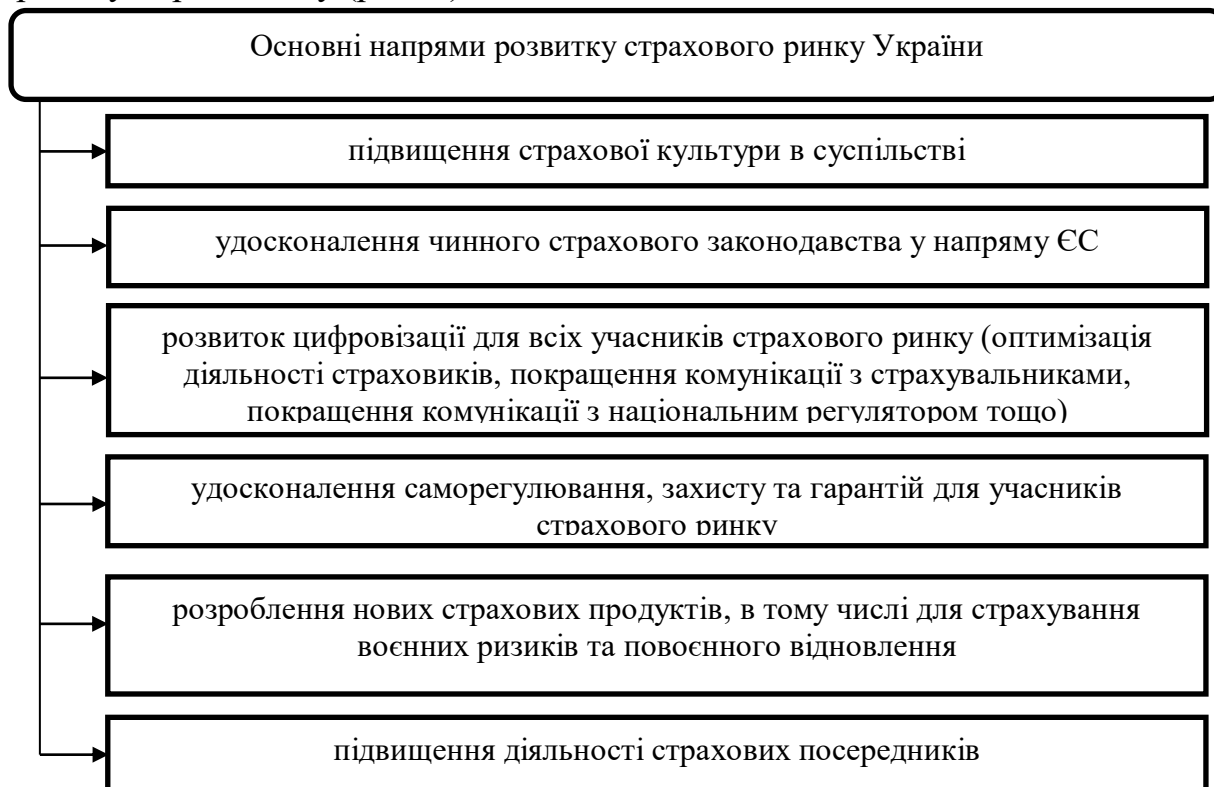 Основні напрями розвитку страхового ринку України
підвищення страхової культури в суспільстві
удосконалення чинного страхового законодавства у напряму ЄС
розвиток цифровізації для всіх учасників страхового ринку (оптимізація
діяльності страховиків, покращення комунікації з страхувальниками,
покращення комунікації з національним регулятором тощо)
удосконалення саморегулювання, захисту та гарантій для учасників
страхового ринку
розроблення нових страхових продуктів, в тому числі для страхування
воєнних ризиків та повоєнного відновлення
підвищення діяльності страхових посередників